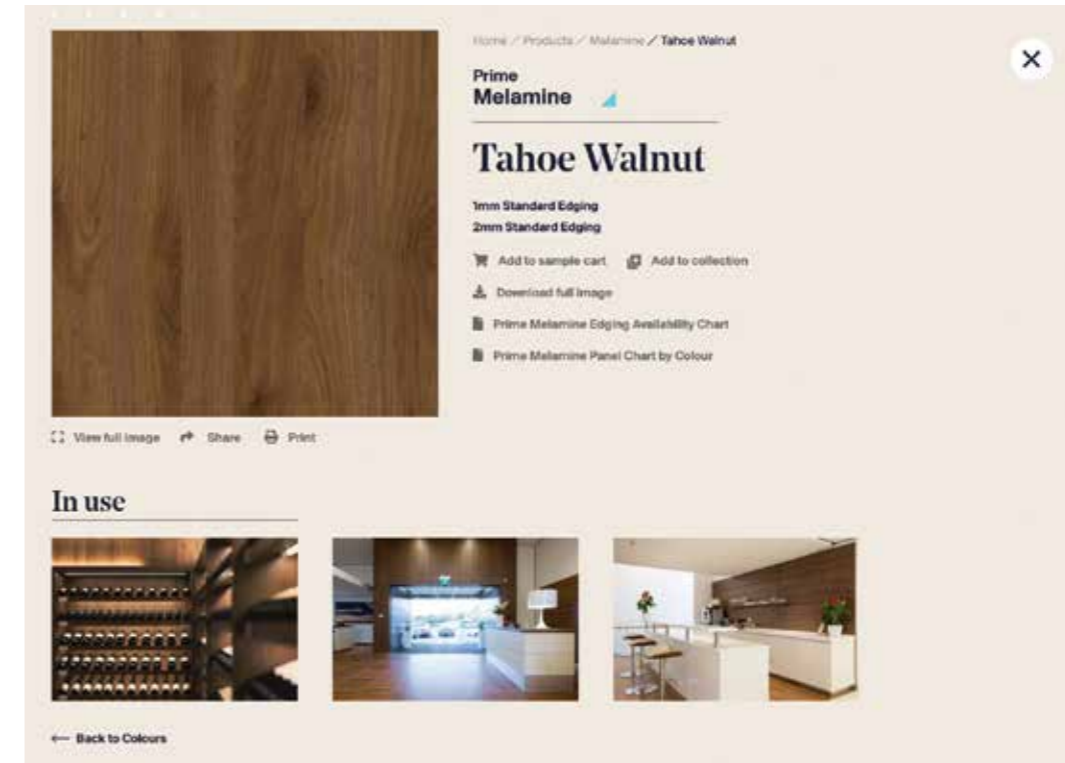 Home / Products / Melamine / Tahoe Walnut
Prime
Melamine
Tahoe Walnut
1mm Standard Edging
2mm Standard Edging
Add to sample cart Add to collection
Download full image
Prime Melamine Edging Availability Chart
Prime Melamine Panel Chart by Colour
View full image Share Print
In use
Back to Colours